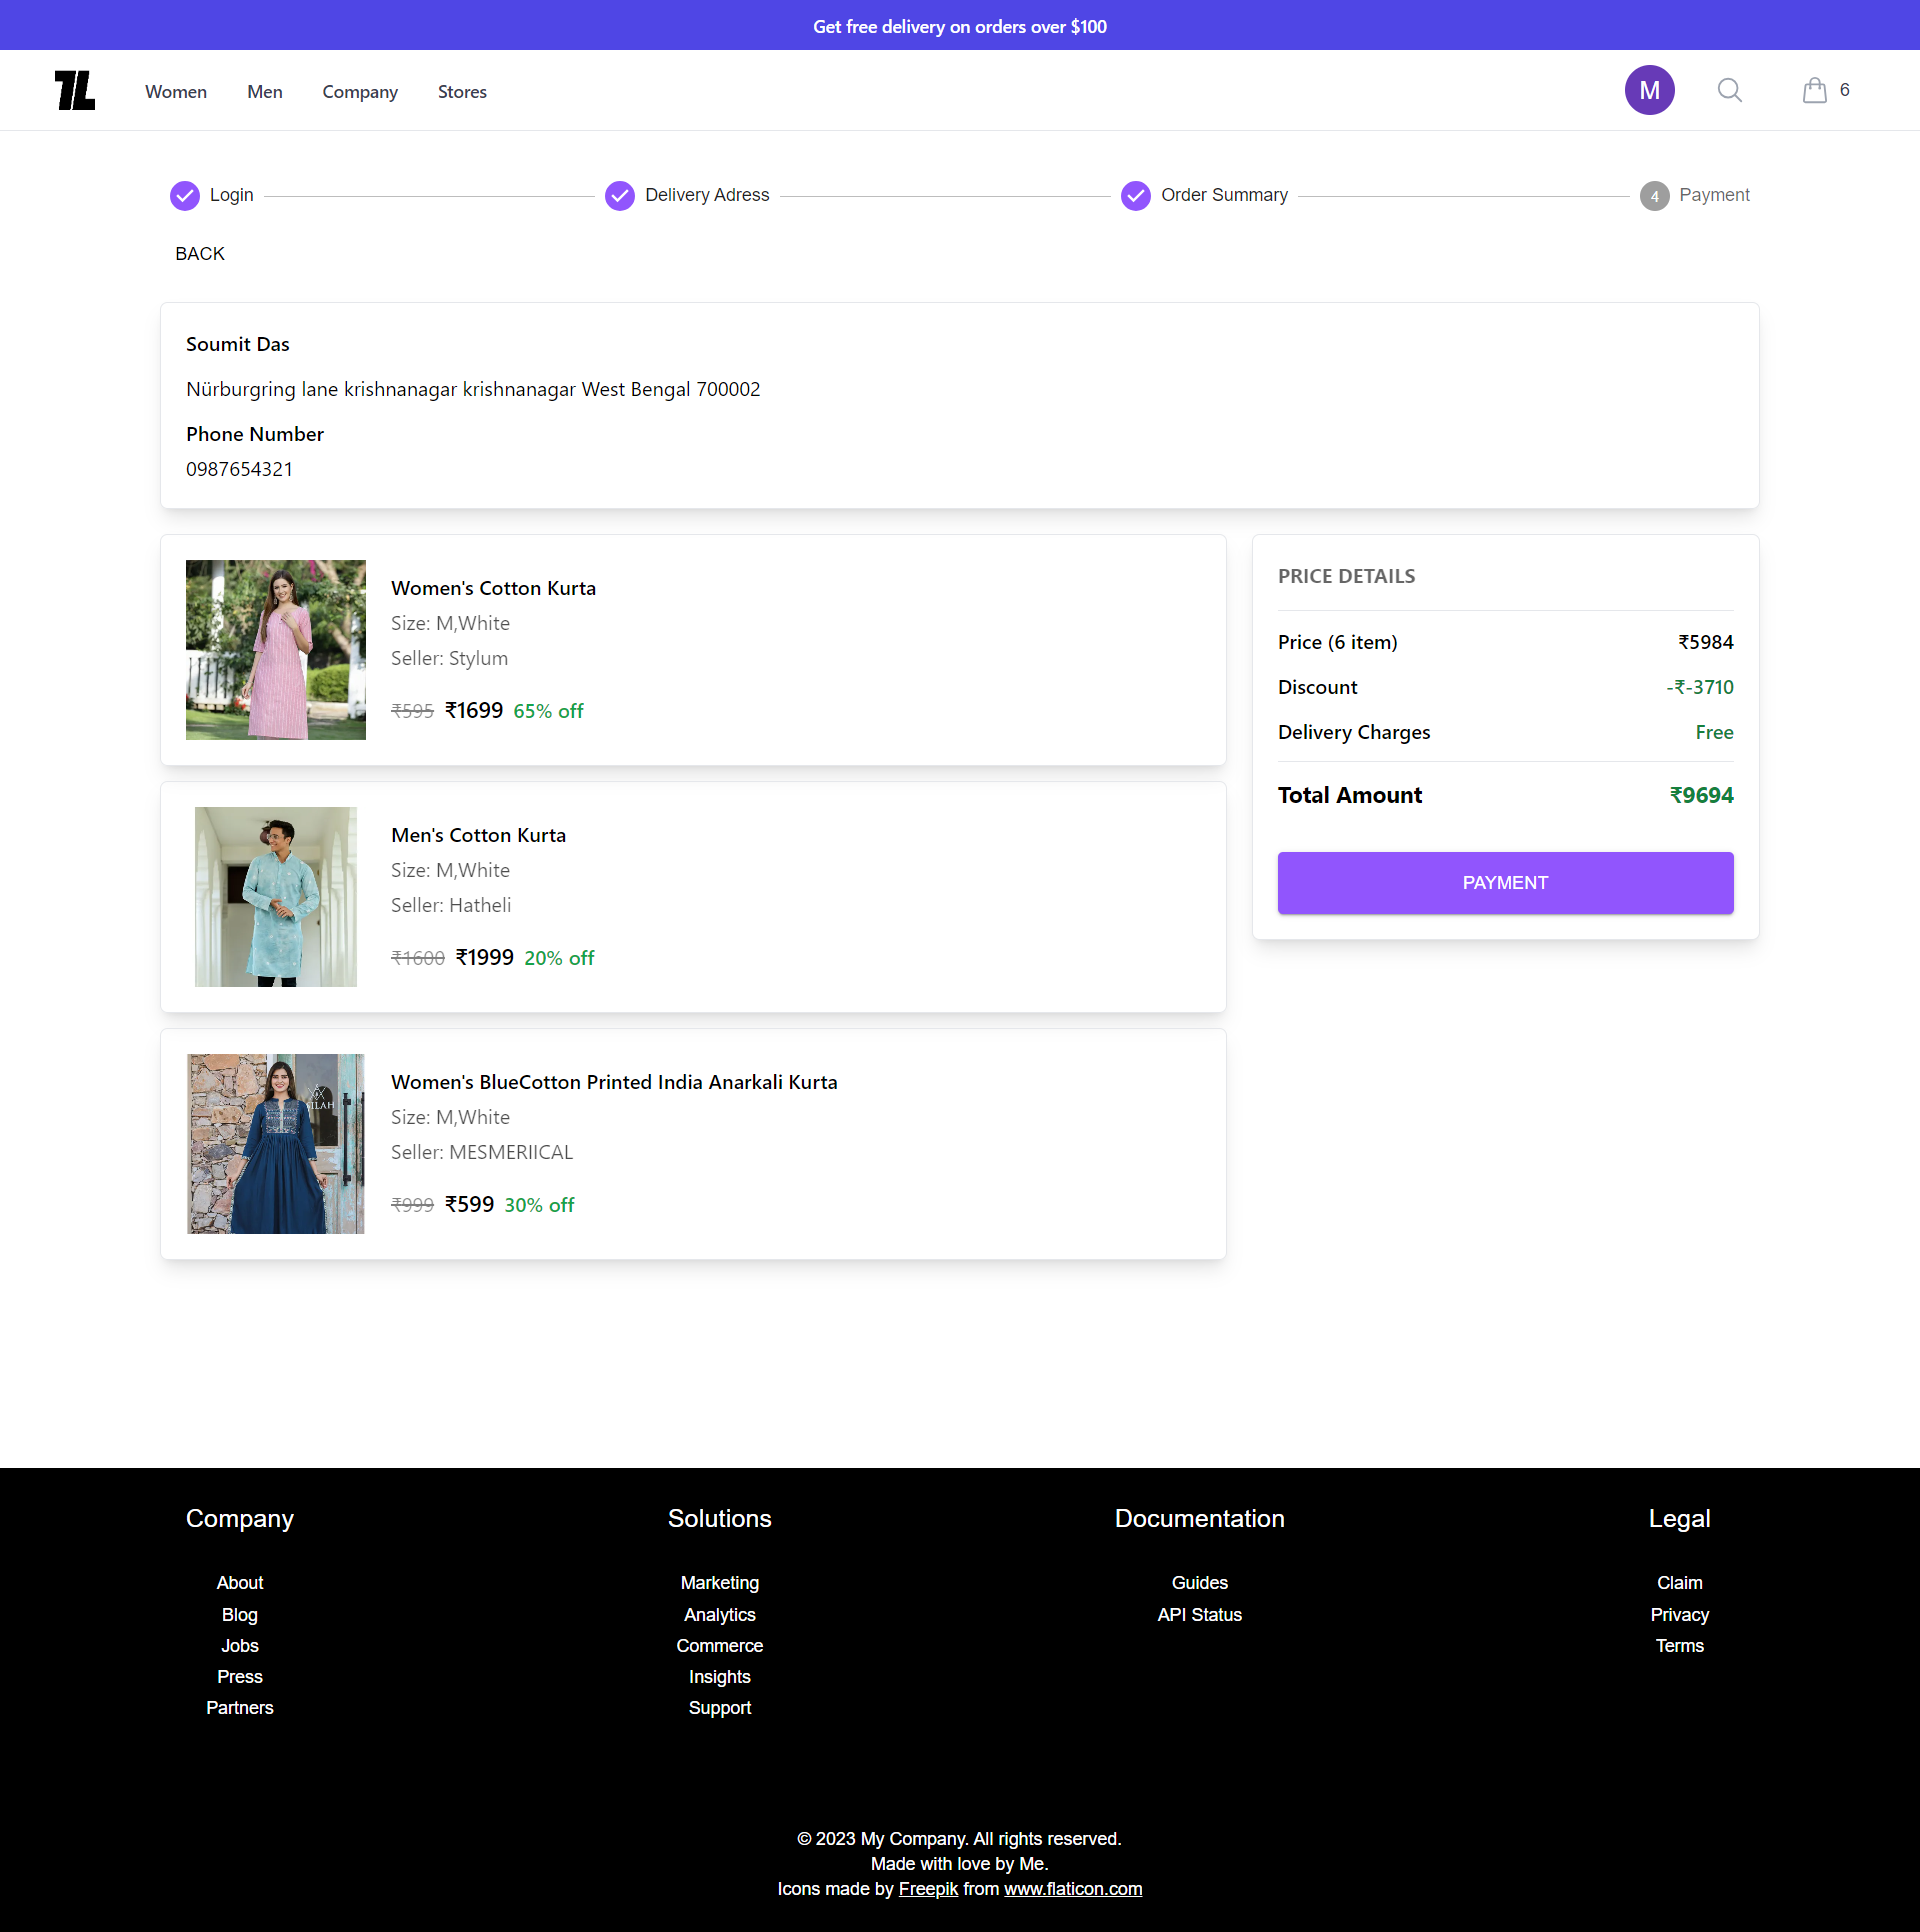 Get free delivery on orders over $100
Women Men Company Stores M 6
Login Delivery Adress Order Summary 4 Payment
BACK
Soumit Das
Nürburgring lane krishnanagar krishnanagar West Bengal 700002
Phone Number
0987654321
Women's Cotton Kurta
Size: M,White
Seller: Stylum
₹595 ₹1699 65% off
Men's Cotton Kurta
Size: M,White
Seller: Hatheli
₹1600 ₹1999 20% off
Women's BlueCotton Printed India Anarkali Kurta
Size: M,White
Seller: MESMERIICAL
₹999 ₹599 30% off
PRICE DETAILS
Price (6 item) ₹5984
Discount -₹-3710
Delivery Charges Free
Total Amount ₹9694
PAYMENT
Company
About
Blog
Jobs
Press
Partners
Solutions
Marketing
Analytics
Commerce
Insights
Support
Documentation
Guides
API Status
Legal
Claim
Privacy
Terms
© 2023 My Company. All rights reserved.
Made with love by Me.
Icons made by Freepik from www.flaticon.com